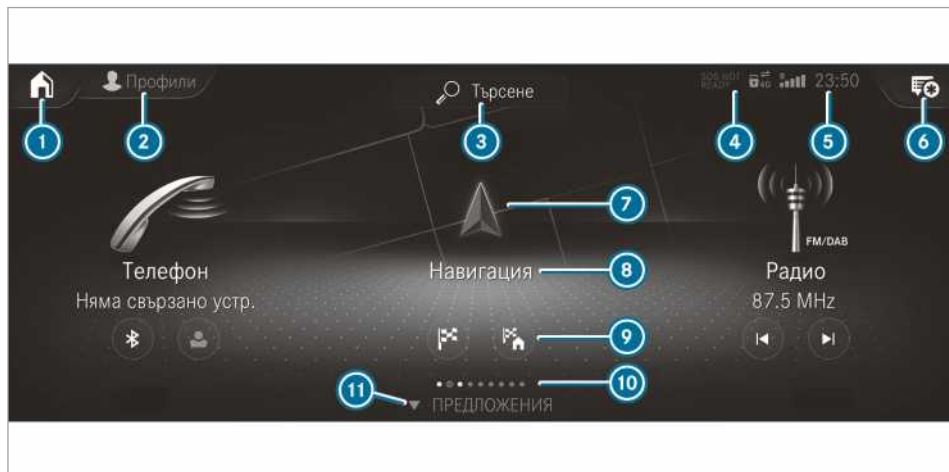 Профили
Търсене
SOS NOT
READY
4G
23:50
1
2
3
4
5
6
7
FM/DAB
Телефон
Навигация
8
Радио
Няма свързано устр.
87.5 MHz
9
10
11
ПРЕДЛОЖЕНИЯ